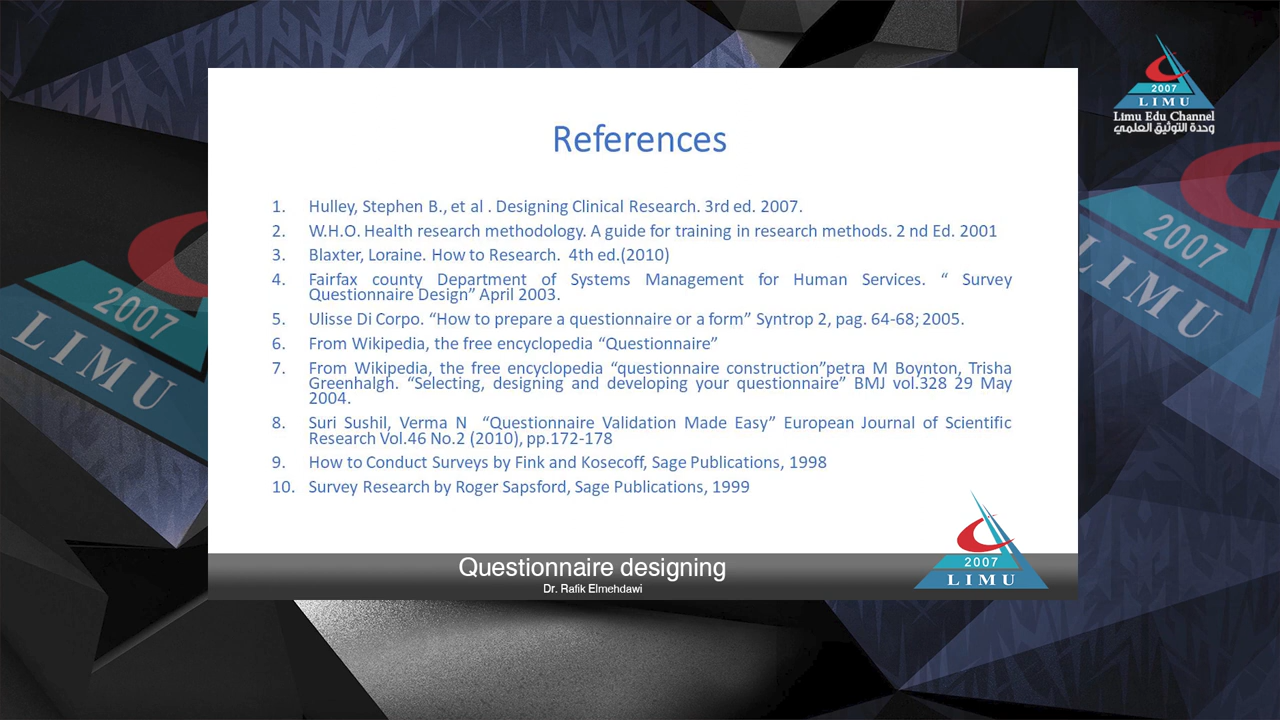 2007
LIMU
Limu Edu Channel
وحدة التوثيق العلمي
References
1. Hulley, Stephen B., et al . Designing Clinical Research. 3rd ed. 2007.
2. W.H.O. Health research methodology. A guide for training in research methods. 2 nd Ed. 2001
3. Blaxter, Loraine. How to Research. 4th ed.(2010)
4. Fairfax county Department of Systems Management for Human Services. “ Survey
Questionnaire Design” April 2003.
5. Ulisse Di Corpo. “How to prepare a questionnaire or a form” Syntrop 2, pag. 64-68; 2005.
6. From Wikipedia, the free encyclopedia “Questionnaire”
7. From Wikipedia, the free encyclopedia “questionnaire construction”petra M Boynton, Trisha
Greenhalgh. “Selecting, designing and developing your questionnaire” BMJ vol.328 29 May
2004.
8. Suri Sushil, Verma N “Questionnaire Validation Made Easy” European Journal of Scientific
Research Vol.46 No.2 (2010), pp.172-178
9. How to Conduct Surveys by Fink and Kosecoff, Sage Publications, 1998
10. Survey Research by Roger Sapsford, Sage Publications, 1999
2007
LIMU
2007
LIMU
Questionnaire designing
Dr. Rafik Elmehdawi
2007
LIMU